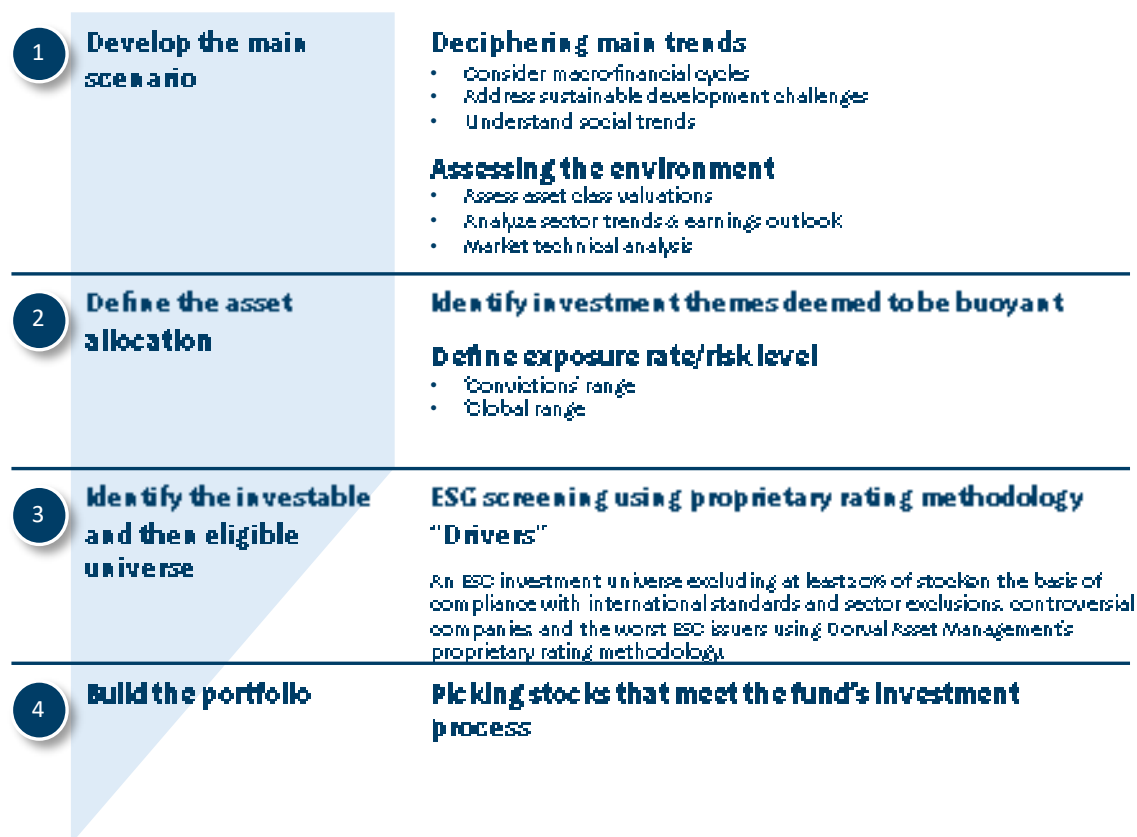 1
Develop the main
scenario
Deciphering main trends
• Consider macro-financial cycles
• Address sustainable development challenges
• Understand social trends
Assessing the environment
• Assess asset class valuations
• Analyze sector trends & earnings outlook
• Market technical analysis
2
Define the asset
allocation
Identify investment themes deemed to be buoyant
Define exposure rate/risk level
• 'Convictions' range
• 'Global range
3
Identify the investable
and then eligible
universe
ESG screening using proprietary rating methodology
"Drivers"
An ESG investment universe excluding at least 20% of stock on the basis of
compliance with international standards and sector exclusions, controversial
companies and the worst ESG issuers using Dorval Asset Management's
proprietary rating methodology.
4
Build the portfolio
Picking stocks that meet the fund's investment
process